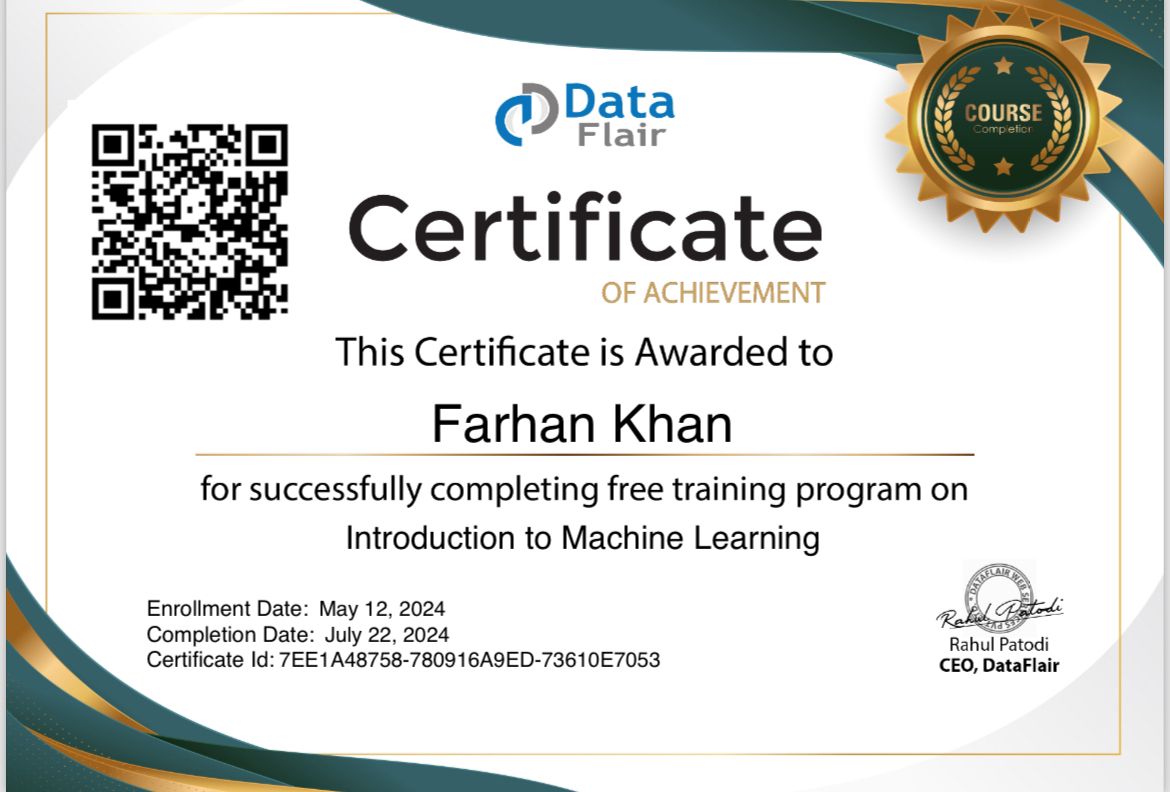 Data
Flair
COURSE
Completion
Certificate
OF ACHIEVEMENT
This Certificate is Awarded to
Farhan Khan
for successfully completing free training program on
Introduction to Machine Learning
Enrollment Date: May 12, 2024
Completion Date: July 22, 2024
Certificate Id: 7EE1A48758-780916A9ED-73610E7053
DATAFLAIR WEB
Rahul Patodi
Rahul Patodi
CEO, DataFlair